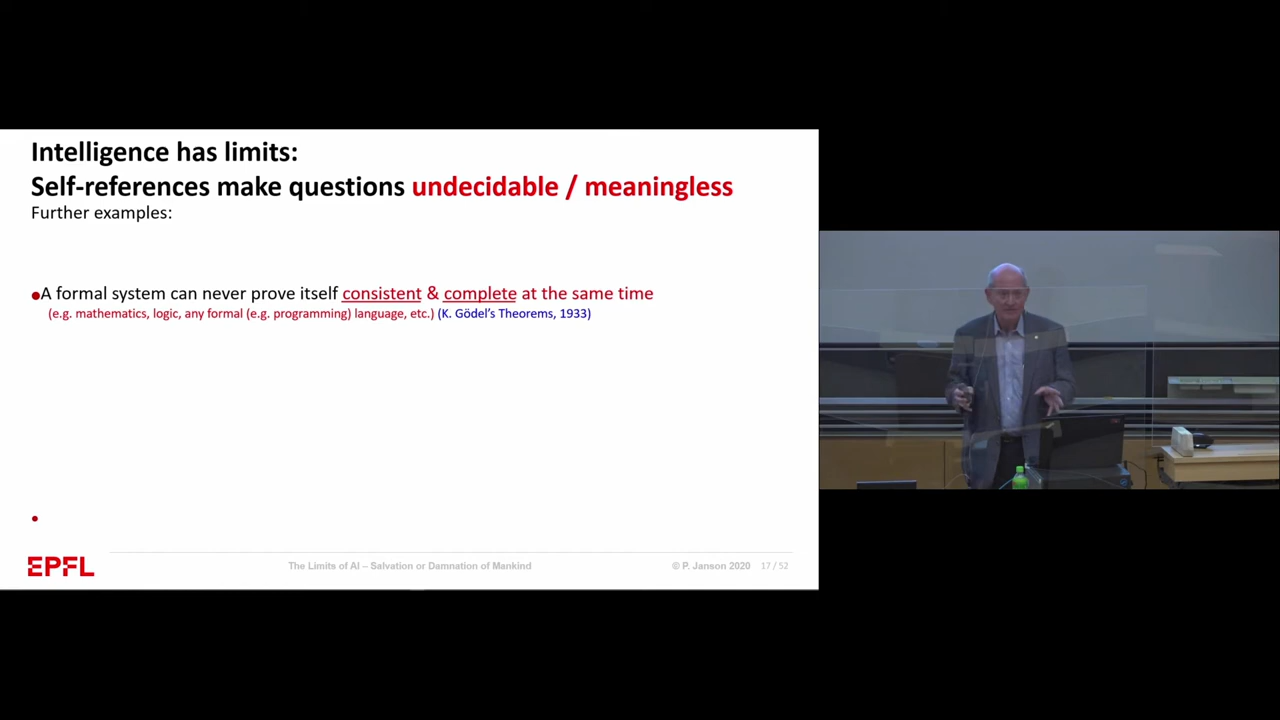 Intelligence has limits:
Self-references make questions undecidable / meaningless
Further examples:
•A formal system can never prove itself consistent & complete at the same time
(e.g. mathematics, logic, any formal (e.g. programming) language, etc.) (K. Gödel’s Theorems, 1933)
•
EPFL
The Limits of AI – Salvation or Damnation of Mankind
© P. Janson 2020
17 / 52